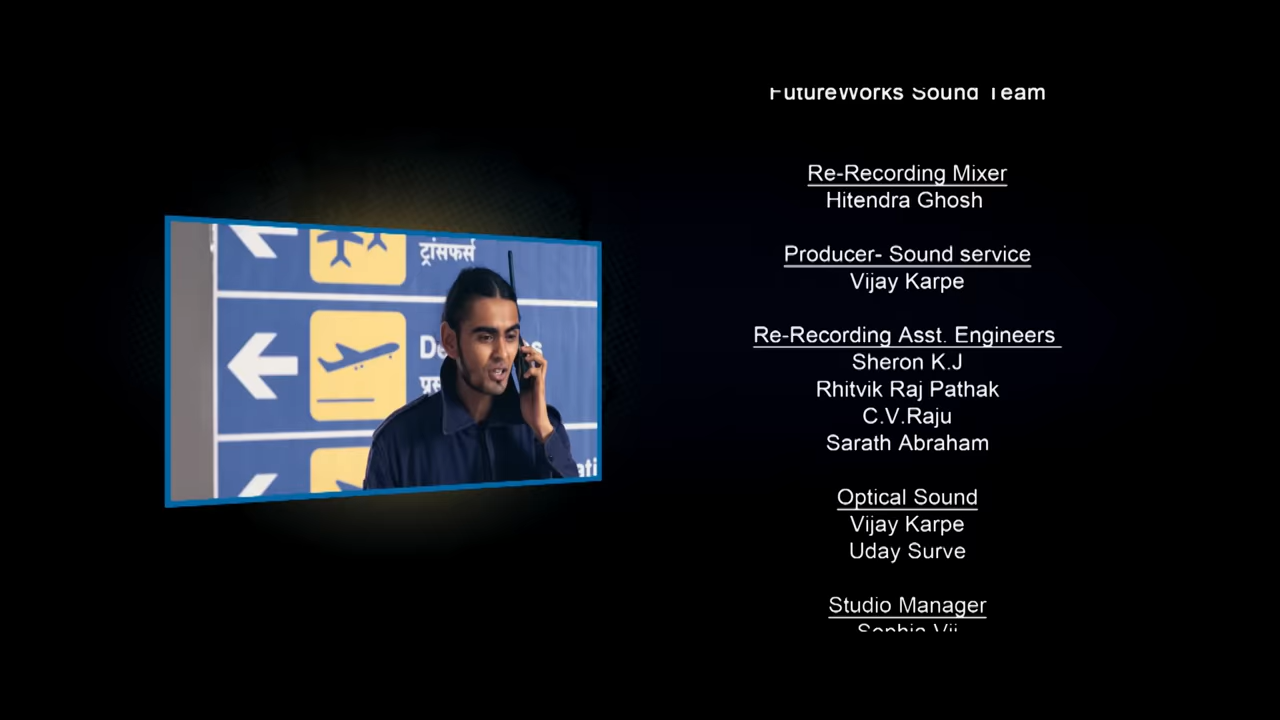 ट्रांसफर्स
FutureWorks Sound Team
Re-Recording Mixer
Hitendra Ghosh
Producer- Sound service
Vijay Karpe
Re-Recording Asst. Engineers
Sheron K.J
Rhitvik Raj Pathak
C.V.Raju
Sarath Abraham
Optical Sound
Vijay Karpe
Uday Surve
Studio Manager